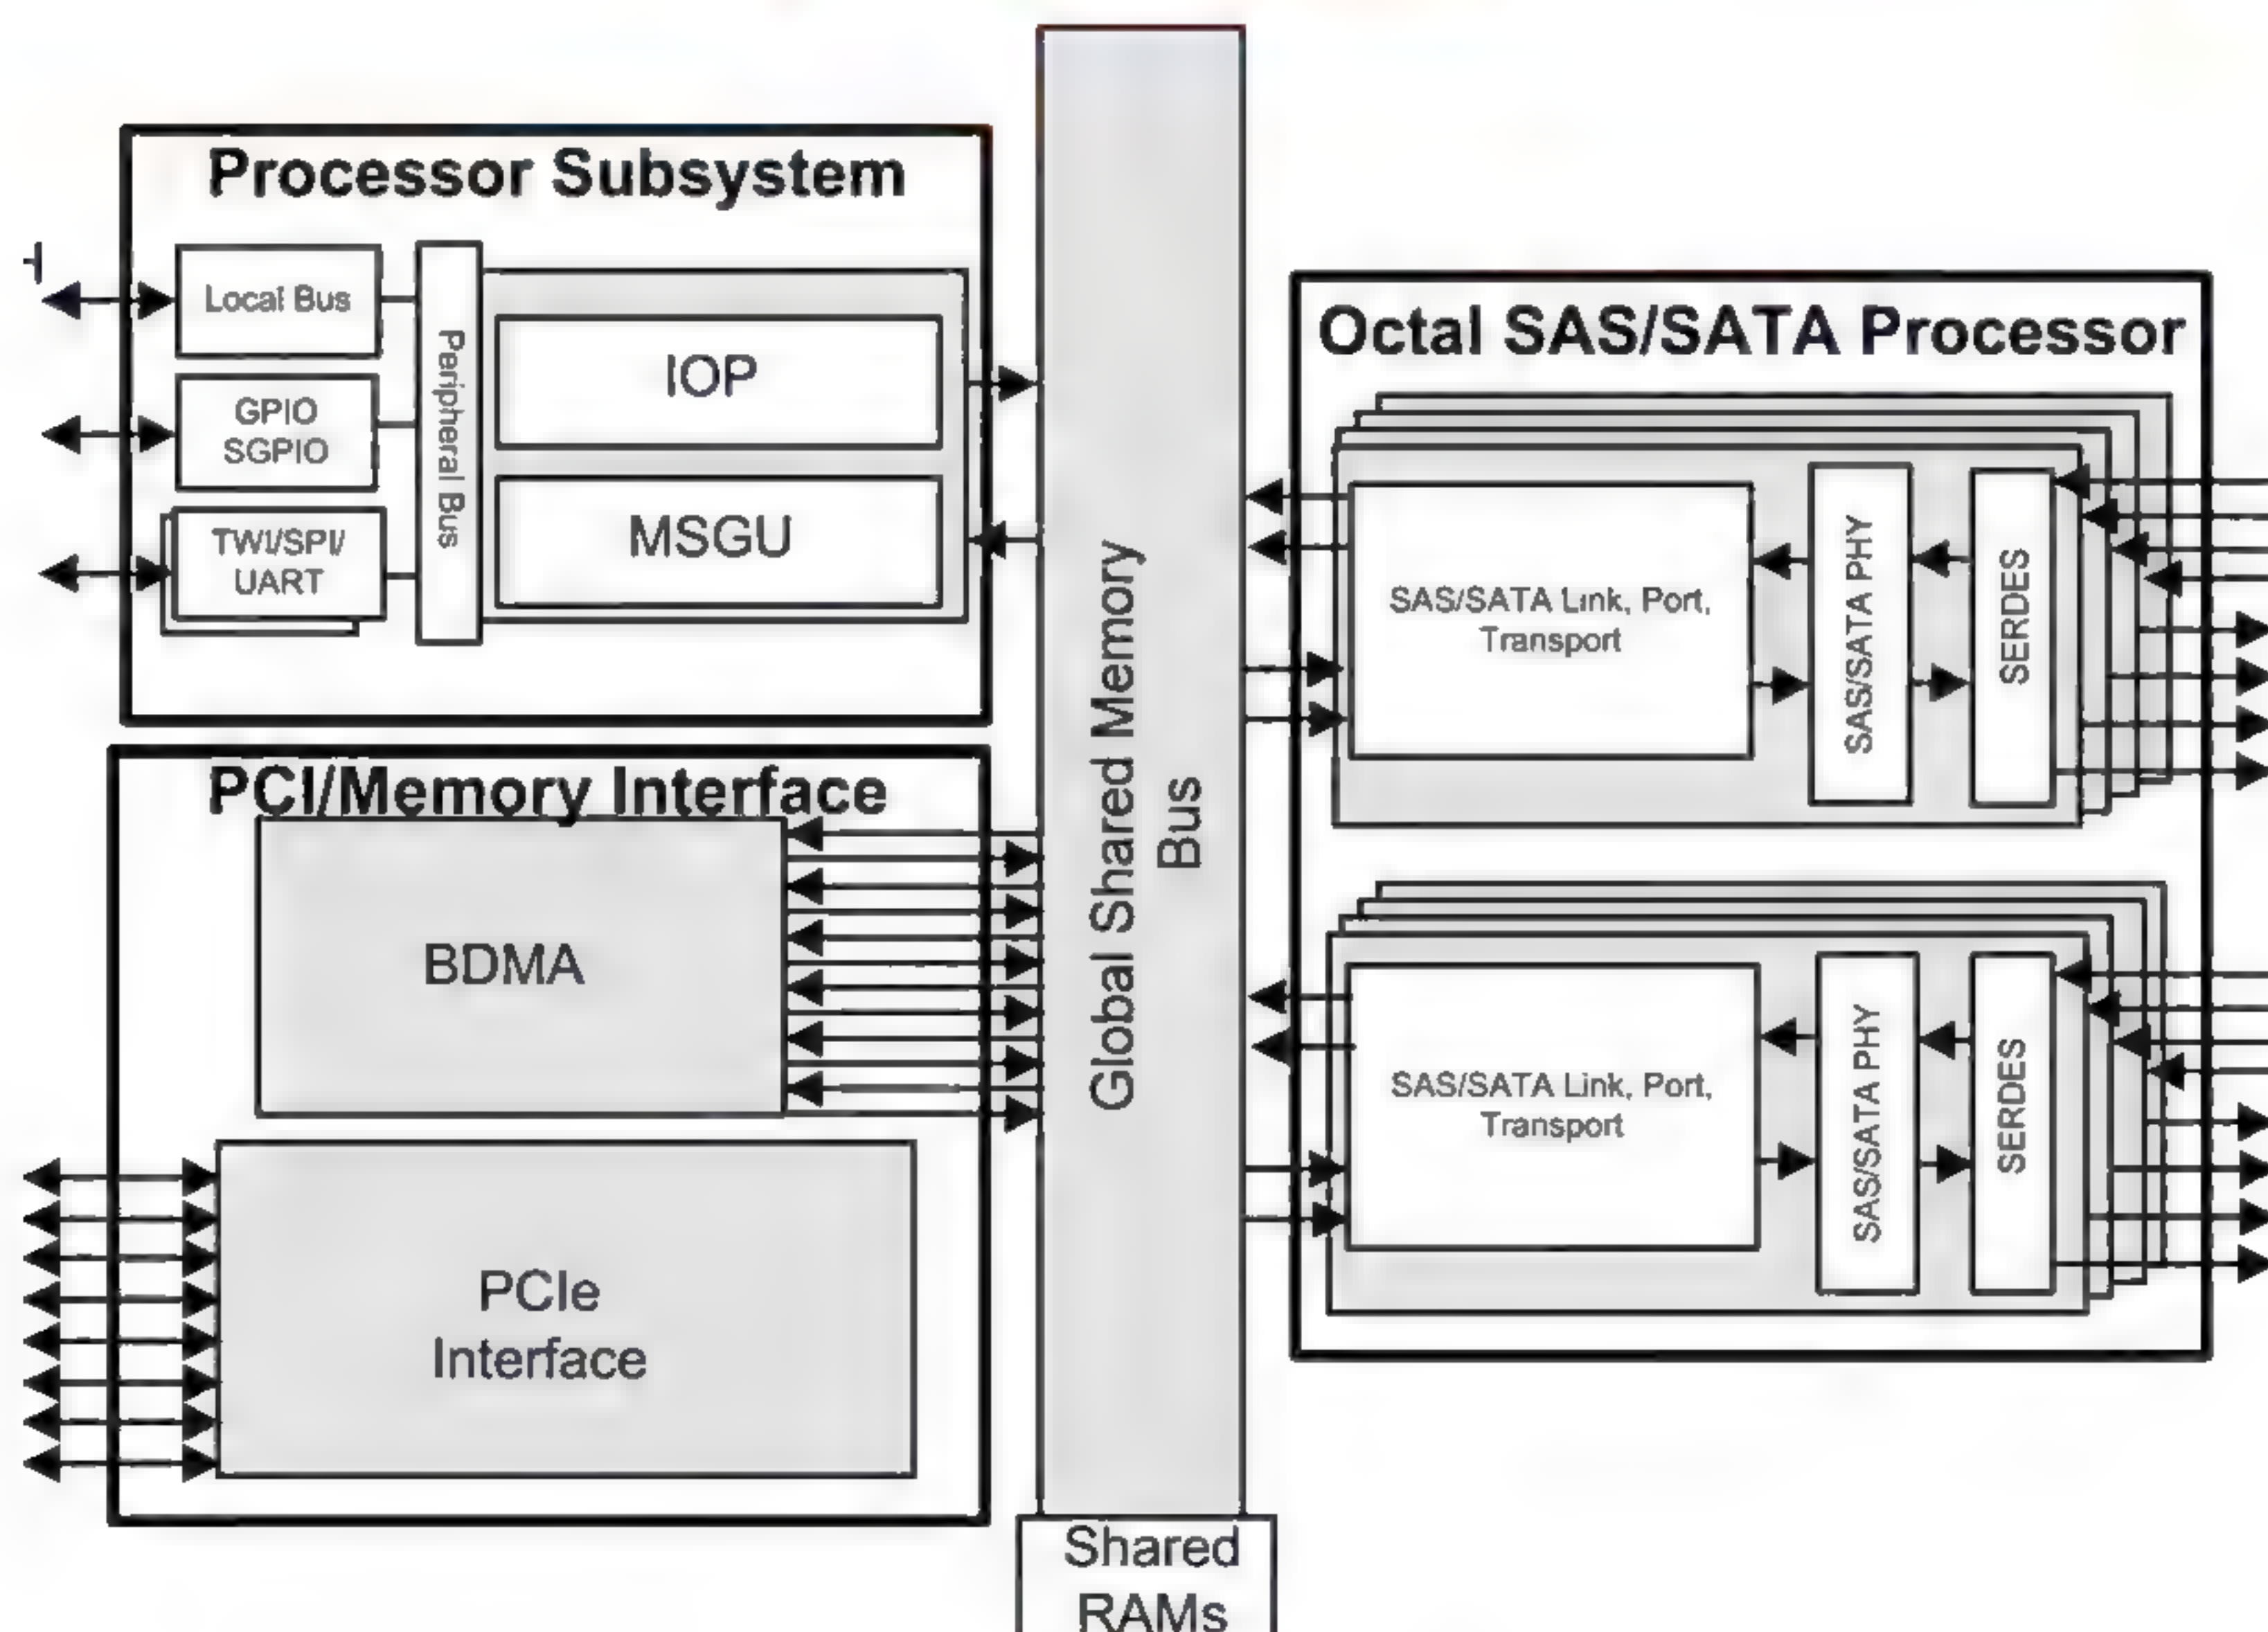 Processor Subsystem
Local Bus
GPIO
SGPIO
TWI/SPI/
UART
Peripheral Bus
IOP
MSGU
PCI/Memory Interface
BDMA
PCIe
Interface
Global Shared Memory
Bus
Shared
RAMs
Octal SAS/SATA Processor
SAS/SATA Link, Port,
Transport
SAS/SATA PHY
SERDES
SAS/SATA Link, Port,
Transport
SAS/SATA PHY
SERDES